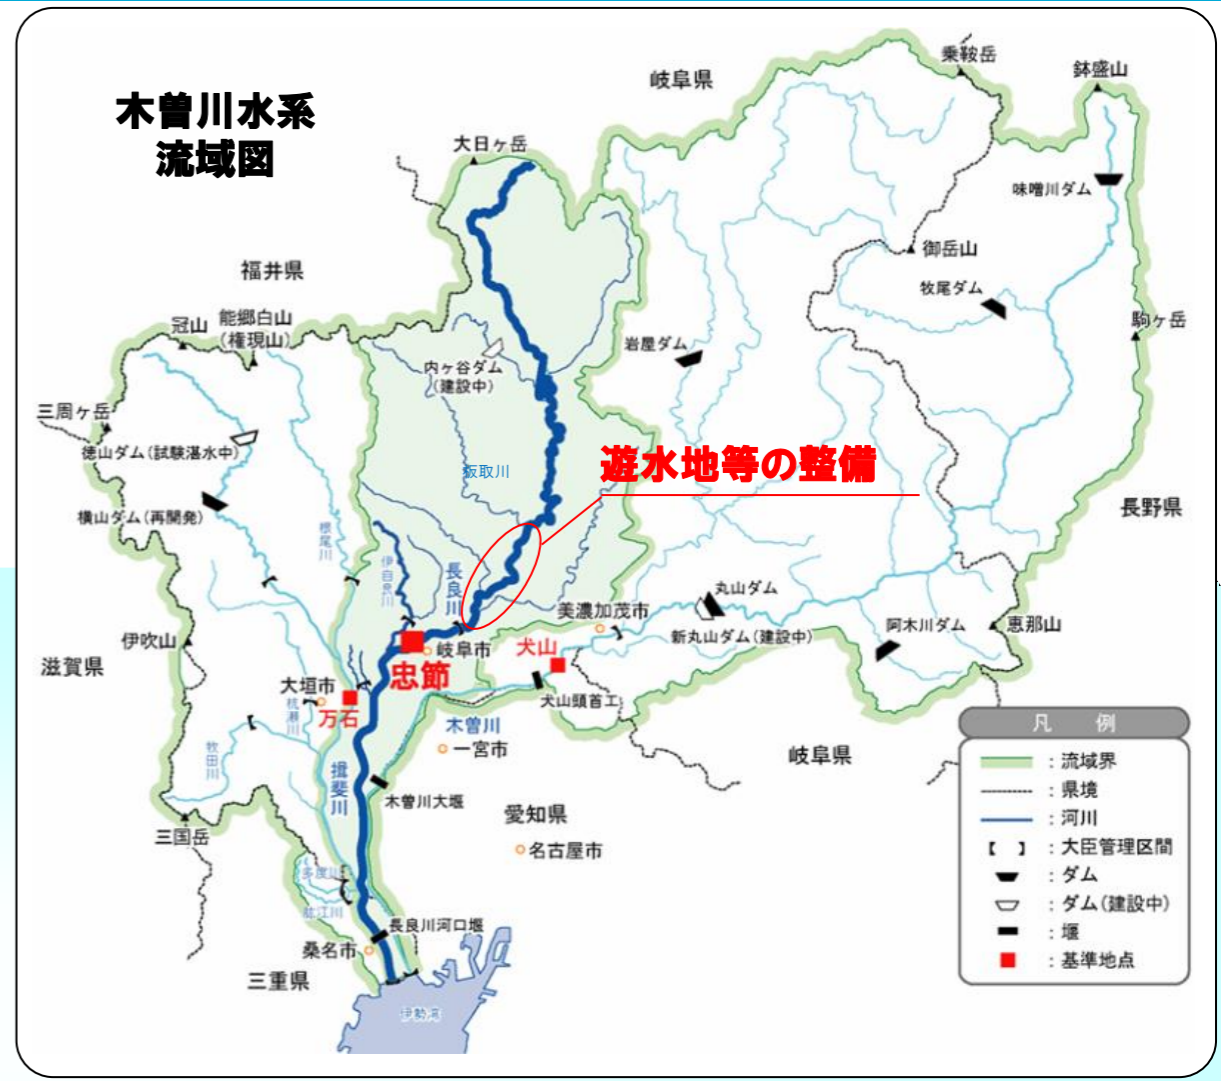 木曽川水系
流域図
岐阜県
乗鞍岳
鉢盛山
大日ヶ岳
味噌川ダム
御岳山
福井県
牧尾ダム
冠山
能郷白山
(権現山)
駒ヶ岳
岩屋ダム
内ヶ谷ダム
(建設中)
三周ヶ岳
徳山ダム(試験湛水中)
板取川
遊水地等の整備
横山ダム(再開発)
長野県
根尾川
伊自良川
長良川
丸山ダム
美濃加茂市
新丸山ダム(建設中)
阿木川ダム
恵那山
伊吹山
滋賀県
岐阜市
犬山
忠節
大垣市
万石
杭瀬川
犬山頭首工
木曽川
一宮市
牧田川
揖斐川
岐阜県
木曽川大堰
愛知県
三国岳
名古屋市
多度川
肱江川
長良川河口堰
桑名市
三重県
伊勢湾
凡 例
：流域界
：県境
：河川
：大臣管理区間
：ダム
：ダム(建設中)
：堰
：基準地点